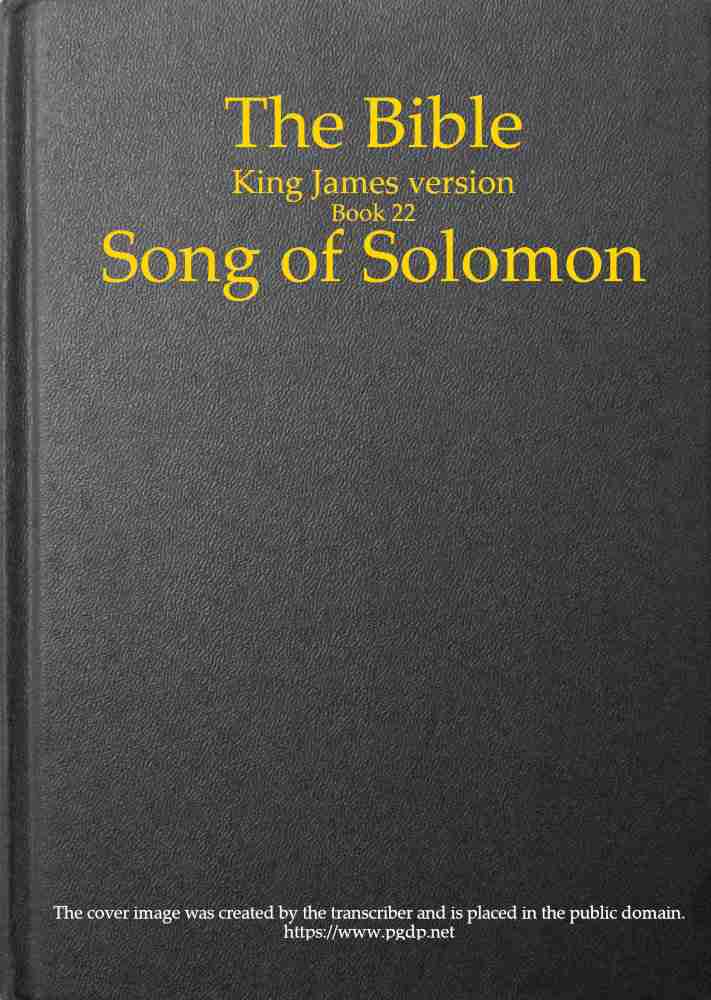 The Bible
King James version
Book 22
Song of Solomon
The cover image was created by the transcriber and is placed in the public domain.
https://www.pgdp.net